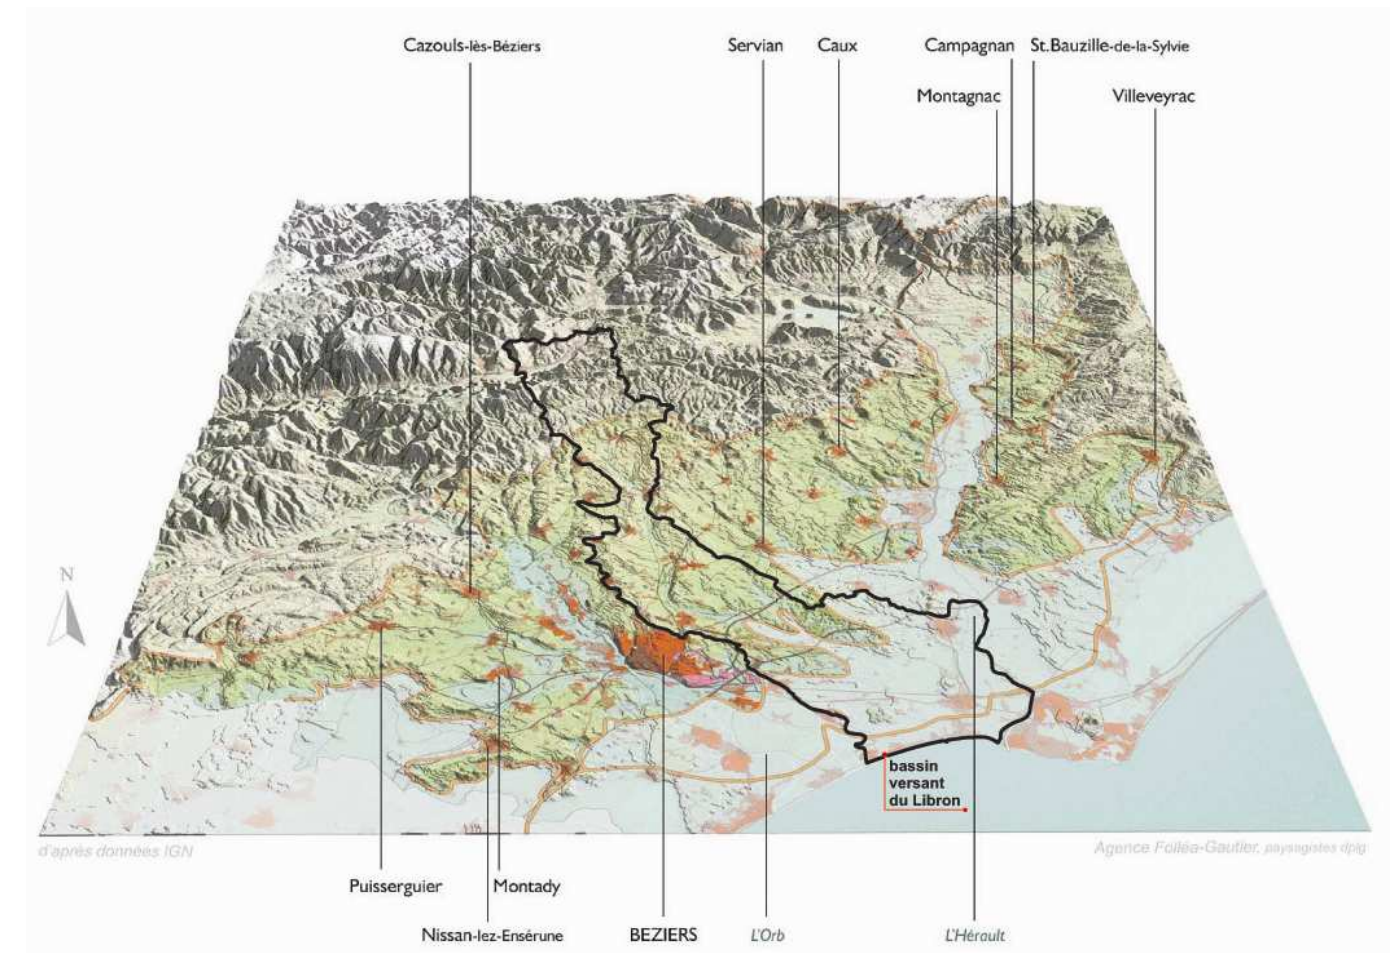 Cazouls-lès-Béziers
Servian
Caux
Campagnan
St.Bauzille-de-la-Sylvie
Montagnac
Villeveyrac
N
bassin
versant
du Libron
d'après données IGN
Agence Folléa-Gautier, paysagistes dplg
Puisserguier
Montady
Nissan-lez-Ensérune
BEZIERS
L'Orb
L'Hérault